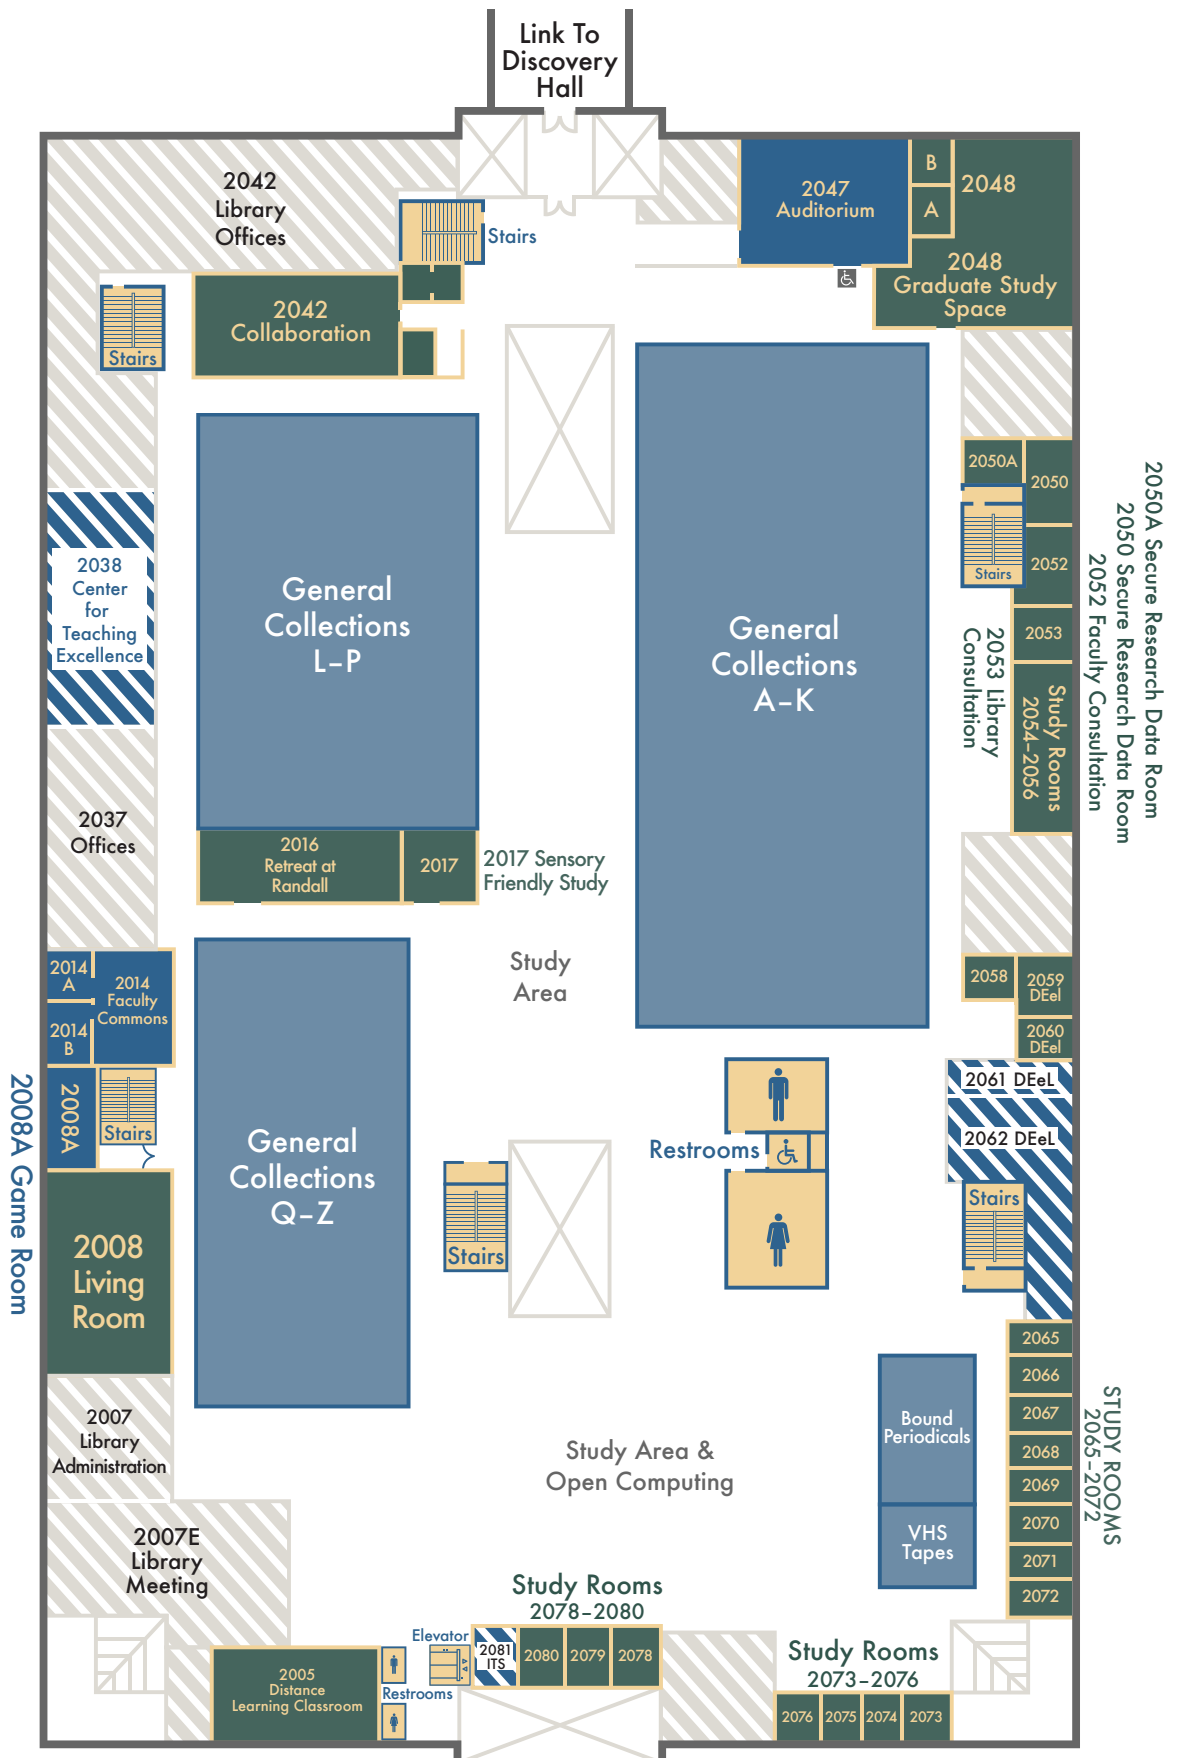 Link To
Discovery
Hall
2042
Library
Offices
Stairs
2047
Auditorium
B
A
2048
2048
Graduate Study
Space
2042
Collaboration
Stairs
2050A
2050
2052
Stairs
2053
Study Rooms
2054–2056
2053 Library
Consultation
2050A Secure Research Data Room
2050 Secure Research Data Room
2052 Faculty Consultation
2038
Center
for
Teaching
Excellence
General
Collections
L–P
General
Collections
A–K
2037
Offices
2016
Retreat at
Randall
2017
2017 Sensory
Friendly Study
Study
Area
2014
A
2014
Faculty
Commons
2014
B
2058
2059
DEel
2060
DEel
2061 DEeL
2062 DEeL
Stairs
2008A
Stairs
2008A Game Room
General
Collections
Q–Z
Restrooms
Stairs
2008
Living
Room
2007
Library
Administration
2007E
Library
Meeting
Study Area &
Open Computing
Bound
Periodicals
VHS
Tapes
2065
2066
2067
2068
2069
2070
2071
2072
STUDY ROOMS
2065–2072
Study Rooms
2078–2080
Elevator
2081
ITS
2080
2079
2078
Study Rooms
2073–2076
2076
2075
2074
2073
2005
Distance
Learning Classroom
Restrooms